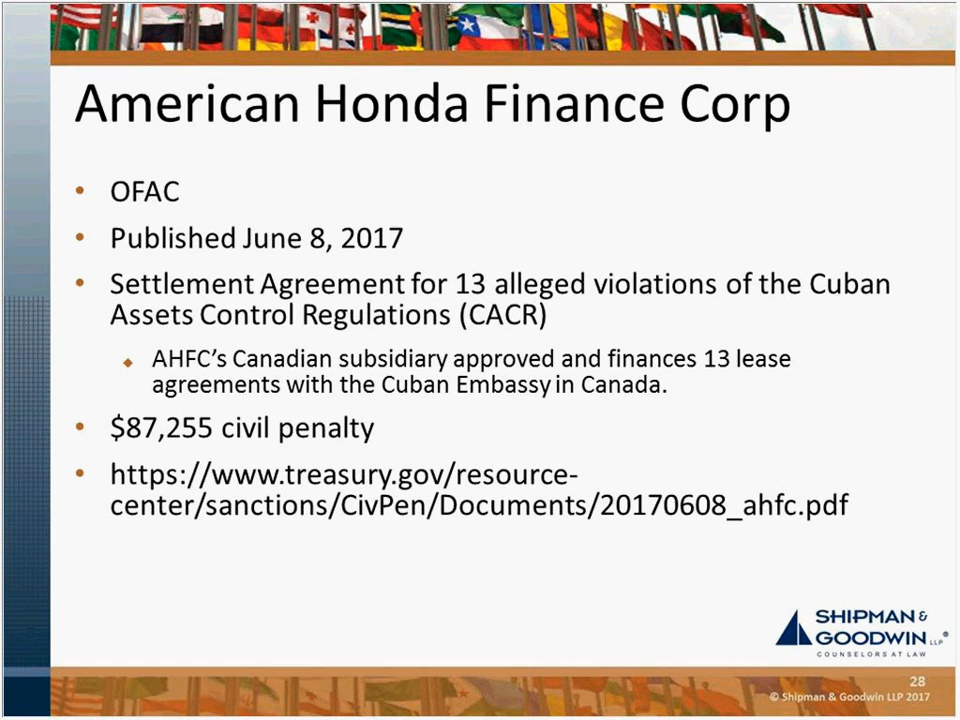 American Honda Finance Corp
• OFAC
• Published June 8, 2017
• Settlement Agreement for 13 alleged violations of the Cuban
Assets Control Regulations (CACR)
◆ AHFC's Canadian subsidiary approved and finances 13 lease
agreements with the Cuban Embassy in Canada.
• $87,255 civil penalty
• https://www.treasury.gov/resource-
center/sanctions/CivPen/Documents/20170608_ahfc.pdf
SHIPMAN &
GOODWIN LLP®
COUNSELORS AT LAW
28
© Shipman & Goodwin LLP 2017